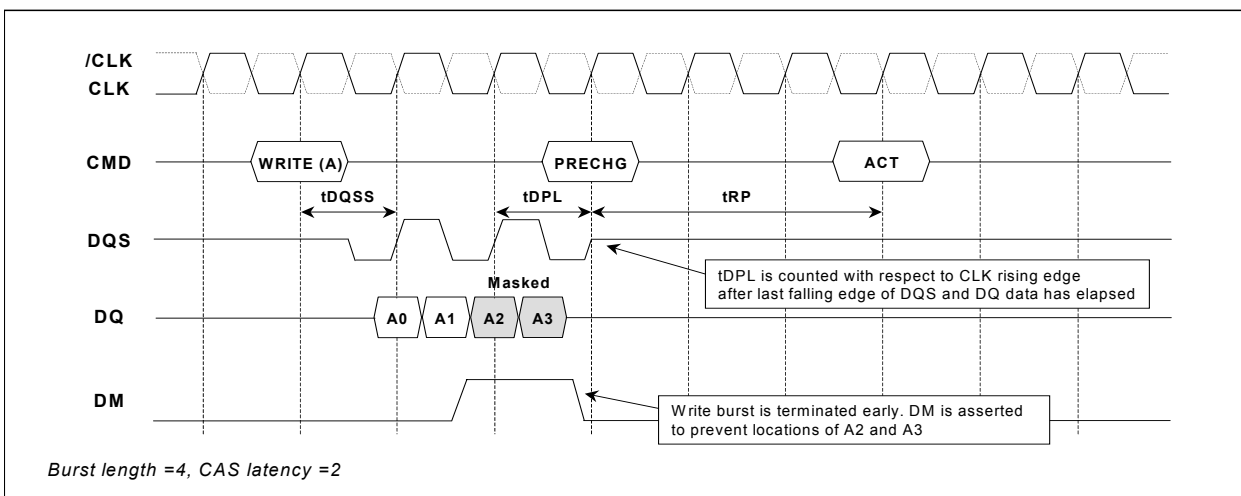 /CLK
CLK
CMD
WRITE (A)
PRECHG
ACT
tDQSS
tDPL
tRP
DQS
tDPL is counted with respect to CLK rising edge
after last falling edge of DQS and DQ data has elapsed
Masked
DQ
A0
A1
A2
A3
DM
Write burst is terminated early. DM is asserted
to prevent locations of A2 and A3
Burst length =4, CAS latency =2